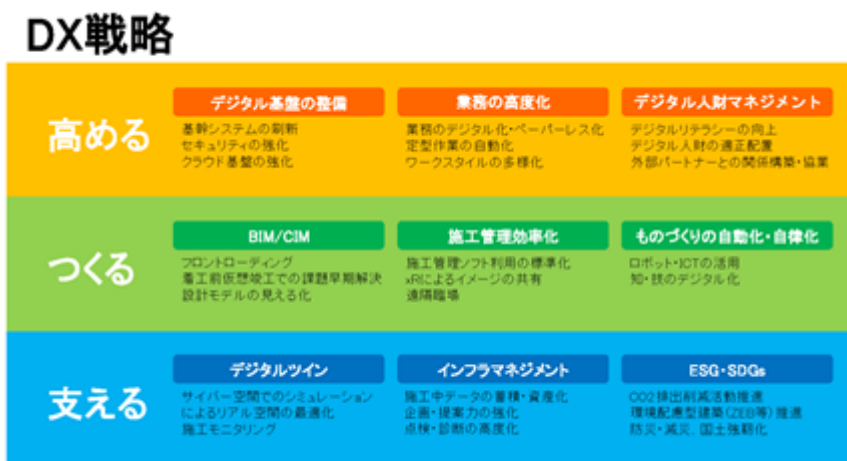 DX戦略
高める
デジタル基盤の整備
基幹システムの刷新
セキュリティの強化
クラウド基盤の強化
業務の高度化
業務のデジタル化・ペーパーレス化
定型作業の自動化
ワークスタイルの多様化
デジタル人財マネジメント
デジタルリテラシーの向上
デジタル人財の適正配置
外部パートナーとの関係構築・協業
つくる
BIM/CIM
フロントローディング
着工前仮想竣工での課題早期解決
設計モデルの見える化
施工管理効率化
施工管理ソフト利用の標準化
xRによるイメージの共有
遠隔臨場
ものづくりの自動化・自律化
ロボット・ICTの活用
知・技のデジタル化
支える
デジタルツイン
サイバー空間でのシミュレーション
によるリアル空間の最適化
施工モニタリング
インフラマネジメント
施工中データの蓄積・資産化
企画・提案力の強化
点検・診断の高度化
ESG・SDGs
CO2排出削減活動推進
環境配慮型建築(ZEB等)推進
防災・減災、国土強靭化